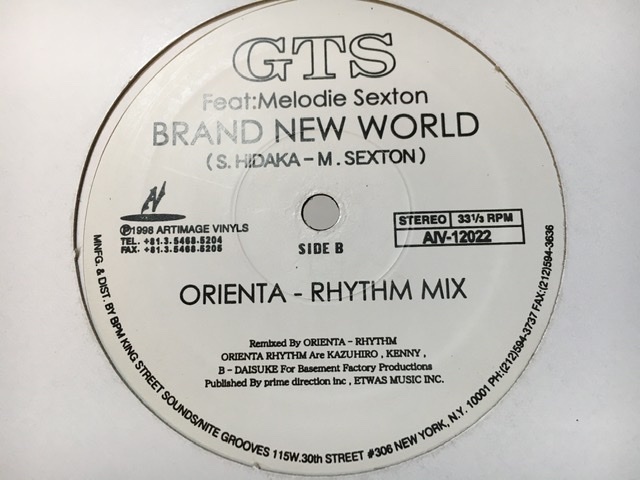 GTS
Feat:Melodie Sexton
BRAND NEW WORLD
( S. HIDAKA – M . SEXTON )
N
Ⓟ1998 ARTIMAGE VINYLS
TEL. +81.3.5468.5204
FAX. +81.3.5468.5205
SIDE B
STEREO 33⅓ RPM
AIV-12022
ORIENTA - RHYTHM MIX
Remixed By ORIENTA - RHYTHM
ORIENTA RHYTHM Are KAZUHIRO , KENNY ,
B - DAISUKE For Basement Factory Productions
Published By prime direction inc , ETWAS MUSIC INC.
MNFG. & DIST. BY BPM KING STREET SOUNDS/NITE GROOVES 115W.30th STREET #306 NEW YORK, N.Y. 10001 PH:(212)594-3737 FAX:(212)594-3636